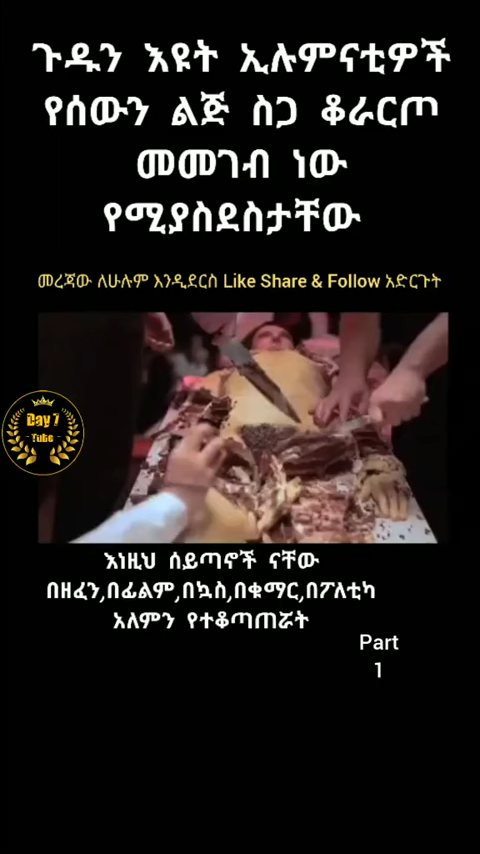 ጉዱን እዩት ኢሉምናቲዎች
የሰውን ልጅ ስጋ ቆራርጦ
መመገብ ነው
የሚያስደስታቸው
መረጃው ለሁሉም እንዲደርስ Like Share & Follow አድርጉት
Day 7
Tube
እነዚህ ሰይጣኖች ናቸው
በዘፈን,በፊልም,በኳስ,በቁማር,በፖለቲካ
አለምን የተቆጣጠሯት
Part
1